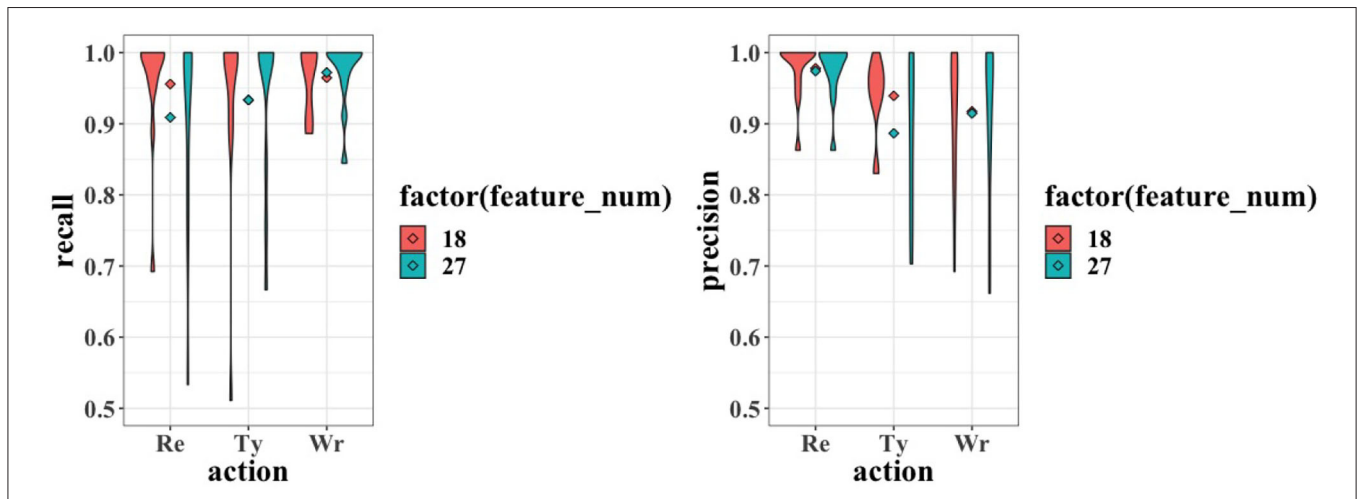 recall
1.0
0.9
0.8
0.7
0.6
0.5
Re Ty Wr
action
factor(feature_num)
18
27
precision
1.0
0.9
0.8
0.7
0.6
0.5
Re Ty Wr
action
factor(feature_num)
18
27